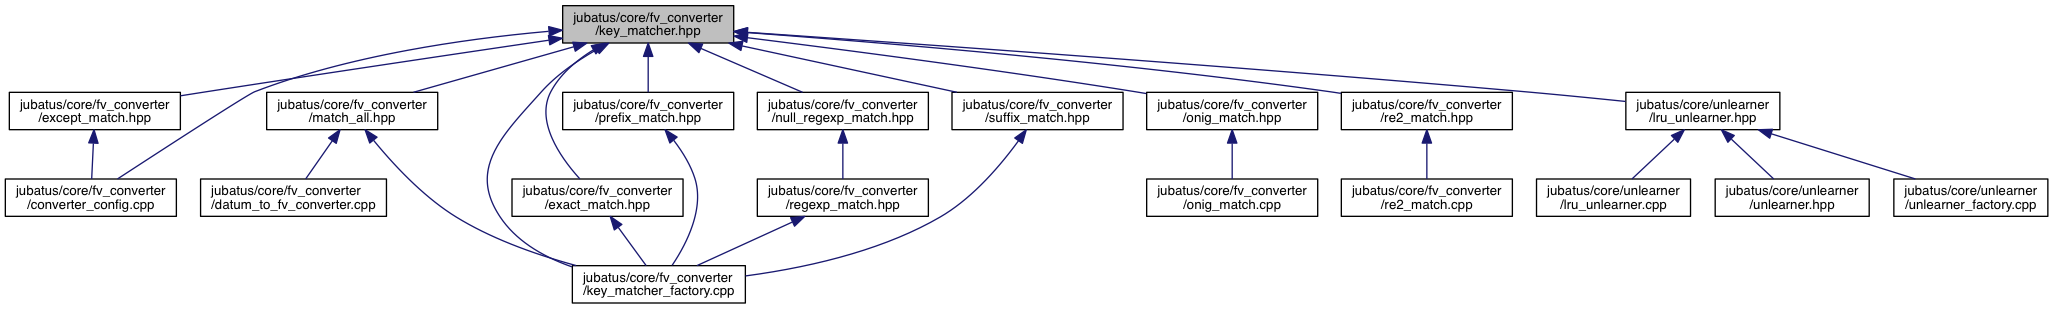 jubatus/core/fv_converter
/key_matcher.hpp
jubatus/core/fv_converter
/except_match.hpp
jubatus/core/fv_converter
/match_all.hpp
jubatus/core/fv_converter
/prefix_match.hpp
jubatus/core/fv_converter
/null_regexp_match.hpp
jubatus/core/fv_converter
/suffix_match.hpp
jubatus/core/fv_converter
/onig_match.hpp
jubatus/core/fv_converter
/re2_match.hpp
jubatus/core/unlearner
/lru_unlearner.hpp
jubatus/core/fv_converter
/converter_config.cpp
jubatus/core/fv_converter
/datum_to_fv_converter.cpp
jubatus/core/fv_converter
/exact_match.hpp
jubatus/core/fv_converter
/regexp_match.hpp
jubatus/core/fv_converter
/onig_match.cpp
jubatus/core/fv_converter
/re2_match.cpp
jubatus/core/unlearner
/lru_unlearner.cpp
jubatus/core/unlearner
/unlearner.hpp
jubatus/core/unlearner
/unlearner_factory.cpp
jubatus/core/fv_converter
/key_matcher_factory.cpp